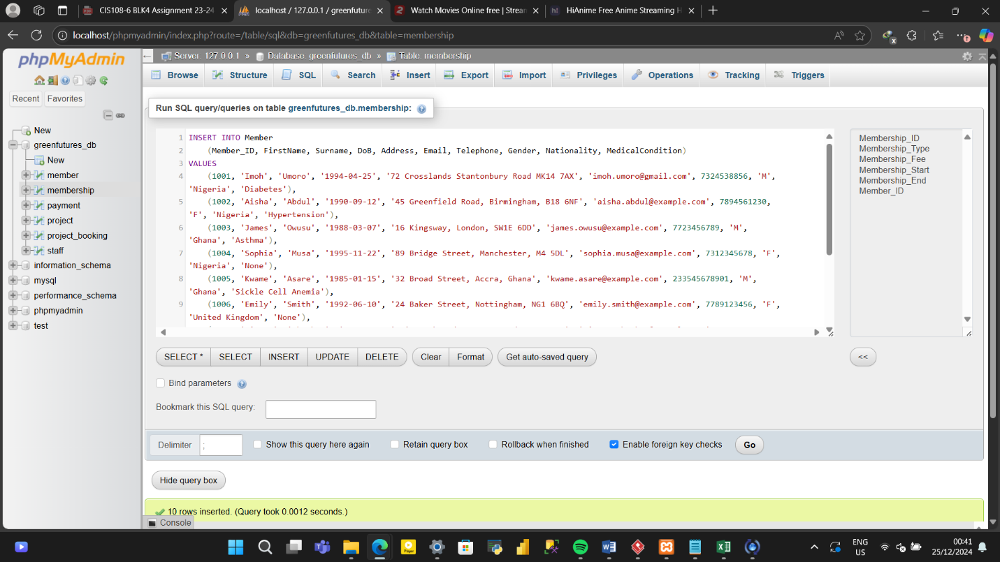 CIS108-6 BLK4 Assignment 23-24
localhost / 127.0.0.1 / greenfuture
Watch Movies Online free | Stream
HiAnime Free Anime Streaming H
localhost/phpmyadmin/index.php?route=/table/sql&db=greenfutures_db&table=membership
phpMyAdmin
Recent
Favorites
New
greenfutures_db
New
member
membership
payment
project
project_booking
staff
information_schema
mysql
performance_schema
phpmyadmin
test
Server: 127.0.0.1 » Database: greenfutures_db » Table: membership
Browse Structure SQL Search Insert Export Import Privileges Operations Tracking Triggers
Run SQL query/queries on table greenfutures_db.membership:
1 INSERT INTO Member
2 (Member_ID, FirstName, Surname, DoB, Address, Email, Telephone, Gender, Nationality, MedicalCondition)
3 VALUES
4 (1001, 'Imoh', 'Umoro', '1994-04-25', '72 Crosslands Stantonbury Road MK14 7AX', 'imoh.umoro@gmail.com', 7324538856, 'M',
'Nigeria', 'Diabetes'),
5 (1002, 'Aisha', 'Abdul', '1990-09-12', '45 Greenfield Road, Birmingham, B18 6NF', 'aisha.abdul@example.com', 7894561230,
'F', 'Nigeria', 'Hypertension'),
6 (1003, 'James', 'Owusu', '1988-03-07', '16 Kingsway, London, SW1E 6DD', 'james.owusu@example.com', 7723456789, 'M',
'Ghana', 'Asthma'),
7 (1004, 'Sophia', 'Musa', '1995-11-22', '89 Bridge Street, Manchester, M4 5DL', 'sophia.musa@example.com', 7312345678, 'F',
'Nigeria', 'None'),
8 (1005, 'Kwame', 'Asare', '1985-01-15', '32 Broad Street, Accra, Ghana', 'kwame.asare@example.com', 233545678901, 'M',
'Ghana', 'Sickle Cell Anemia'),
9 (1006, 'Emily', 'Smith', '1992-06-10', '24 Baker Street, Nottingham, NG1 6BQ', 'emily.smith@example.com', 7789123456, 'F',
'United Kingdom', 'None'),
Membership_ID
Membership_Type
Membership_Fee
Membership_Start
Membership_End
Member_ID
SELECT * SELECT INSERT UPDATE DELETE Clear Format Get auto-saved query <<
Bind parameters
Bookmark this SQL query:
Delimiter ; Show this query here again Retain query box Rollback when finished Enable foreign key checks Go
Hide query box
10 rows inserted. (Query took 0.0012 seconds.)
Console
ENG
US
00:41
25/12/2024